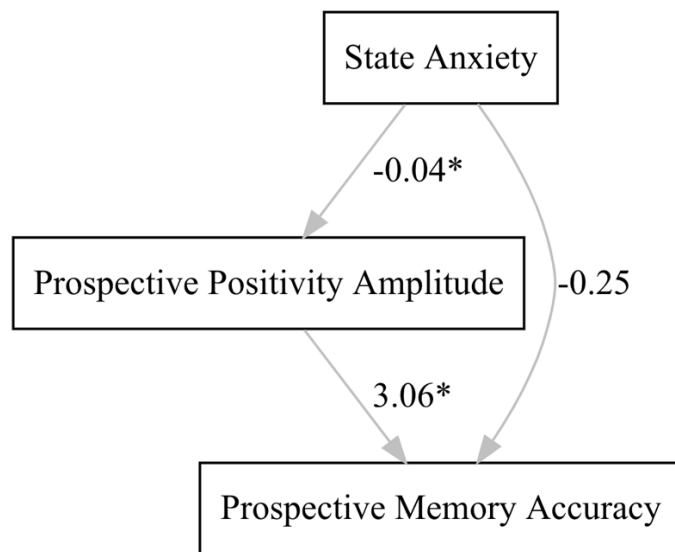 State Anxiety
-0.04*
Prospective Positivity Amplitude
-0.25
3.06*
Prospective Memory Accuracy